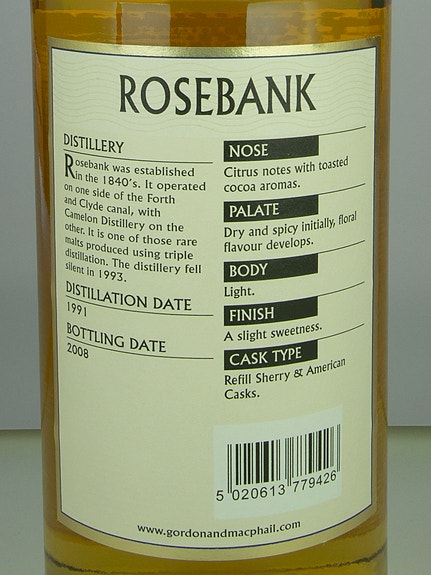 ROSEBANK
DISTILLERY
Rosebank was established
in the 1840's. It operated
on one side of the Forth
and Clyde canal, with
Camelon Distillery on the
other. It is one of those rare
malts produced using triple
distillation. The distillery fell
silent in 1993.
DISTILLATION DATE
1991
BOTTLING DATE
2008
NOSE
Citrus notes with toasted
cocoa aromas.
PALATE
Dry and spicy initially, floral
flavour develops.
BODY
Light.
FINISH
A slight sweetness.
CASK TYPE
Refill Sherry & American
Casks.
5 020613 779426
www.gordonandmacphail.com